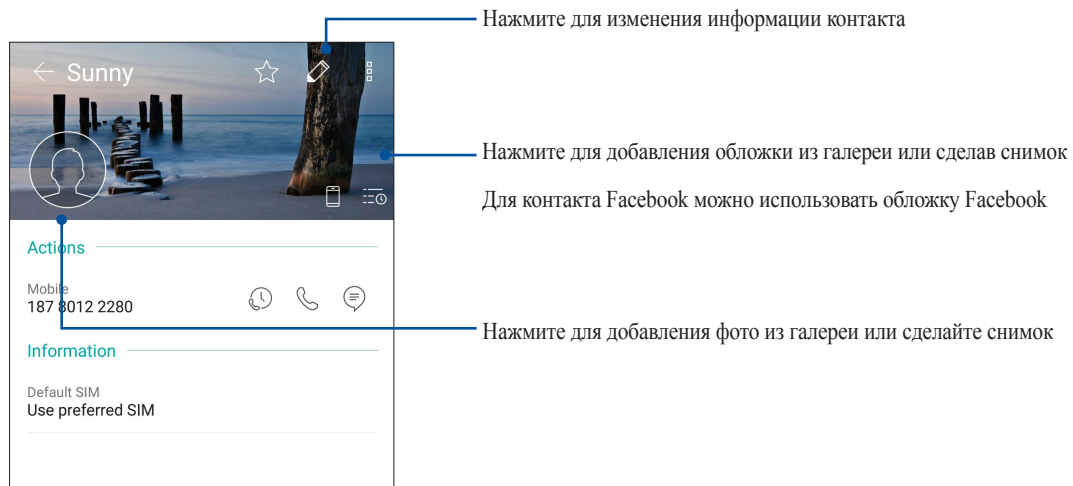 Нажмите для изменения информации контакта
Sunny
Нажмите для добавления обложки из галереи или сделав снимок
Для контакта Facebook можно использовать обложку Facebook
Actions
Mobile
187 8012 2280
Нажмите для добавления фото из галереи или сделайте снимок
Information
Default SIM
Use preferred SIM